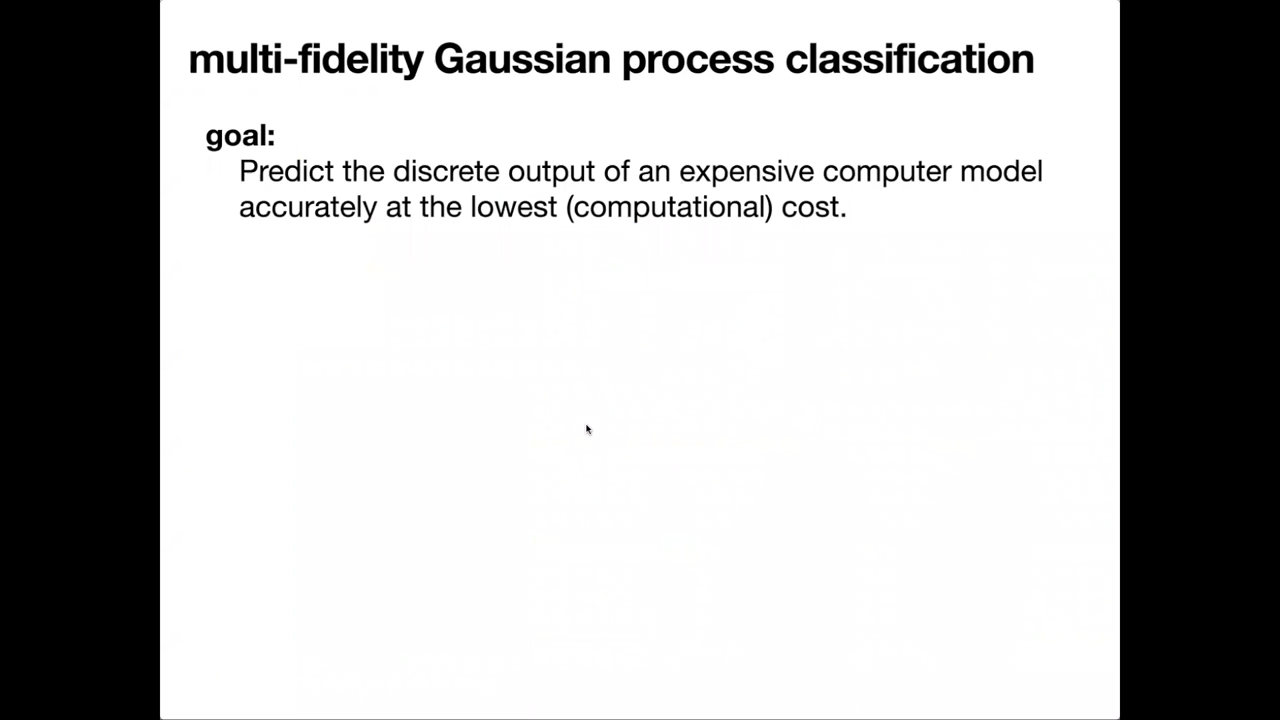 multi-fidelity Gaussian process classification
goal:
Predict the discrete output of an expensive computer model
accurately at the lowest (computational) cost.